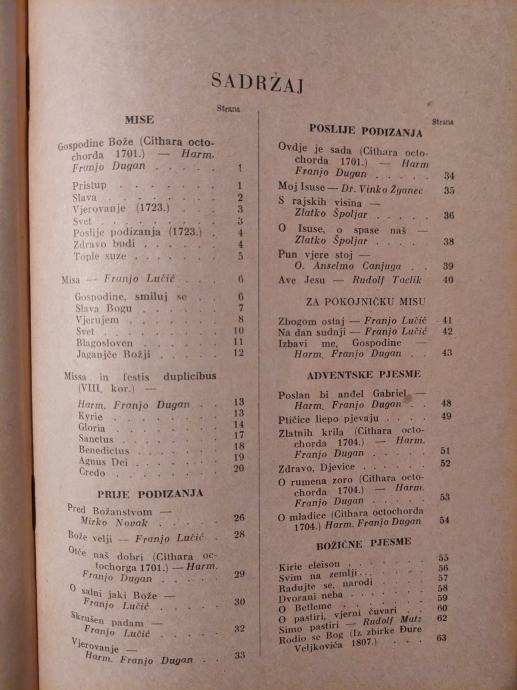 SADRŽAJ
Strana
MISE
Gospodine Bože (Cithara octo-
chorda 1701.) — Harm.
Franjo Dugan . . . . . . 1
Pristup . . . . . . . 1
Slava . . . . . . . 2
Vjerovanje (1723.) . . . 3
Svet . . . . . . . 3
Poslije podizanja (1723.) . 4
Zdravo budi . . . . . 4
Tople suze . . . . . . 5
Misa — Franjo Lučić . . 6
Gospodine, smiluj se . . 6
Slava Bogu . . . . . . 7
Vjerujem . . . . . . 8
Svet . . . . . . . 10
Blagosloven . . . . . 11
Jaganjče Božji . . . . 12
Missa in festis duplicibus
(VIII. kor.) —
Harm. Franjo Dugan . . 13
Kyrie . . . . . . . 13
Gloria . . . . . . . 14
Sanctus . . . . . . . 17
Benedictus . . . . . . 18
Agnus Dei . . . . . . 19
Credo . . . . . . . 20
PRIJE PODIZANJA
Pred Božanstvom —
Mirko Novak . . . . . 26
Bože velji — Franjo Lučić . 28
Otče naš dobri (Cithara oc-
tochorga 1701.) — Harm.
Franjo Dugan . . . . . 29
O salni jaki Bože —
Franjo Lučić . . . . . 30
Skrušen padam —
Franjo Lučić . . . . . 32
Vjerovanje —
Harm. Franjo Dugan . . 33
Strana
POSLIJE PODIZANJA
Ovdje je sada (Cithara octo-
chorda 1701.) — Harm
Franjo Dugan . . . . . 34
Moj Isuse — Dr. Vinko Žganec 35
S rajskih visina —
Zlatko Špoljar . . . . . 36
O Isuse, o spase naš —
Zlatko Špoljar . . . . . 38
Pun vjere stoj —
O. Anselmo Canjuga . . 39
Ave Jesu — Rudolf Taclik 40
ZA POKOJNIČKU MISU
Zbogom ostaj — Franjo Lučić 41
Na dan sudnji — Franjo Lučić 42
Izbavi me, Gospodine —
Harm, Franjo Dugan . . 43
ADVENTSKE PJESME
Poslan bi anđel Gabriel —
Harm, Franjo Dugan . . 48
Ptičice liepo pjevaju . . . 49
Zlatnih krila (Cithara octo-
chorda 1704.) — Harm.
Franjo Dugan . . . . . 51
Zdravo, Djevice . . . . . 52
O rumena zoro (Cithara octo-
chorda 1704.) — Harm.
Franjo Dugan . . . . . 53
O mladice (Cithara octochorda
1704.) Harm. Franjo Dugan 54
BOŽIĆNE PJESME
Kirie eleison . . . . . . 55
Svim na zemlji . . . . . 56
Radujte se, narodi . . . . 57
Dvorani neba . . . . . . 58
O Betleme . . . . . . . 59
O pastiri, vjerni čuvari . . 60
Simo pastiri — Rudolf Matz 62
Rodio se Bog (Iz zbirke Đure
Veljkovića 1807.) . . . . 63